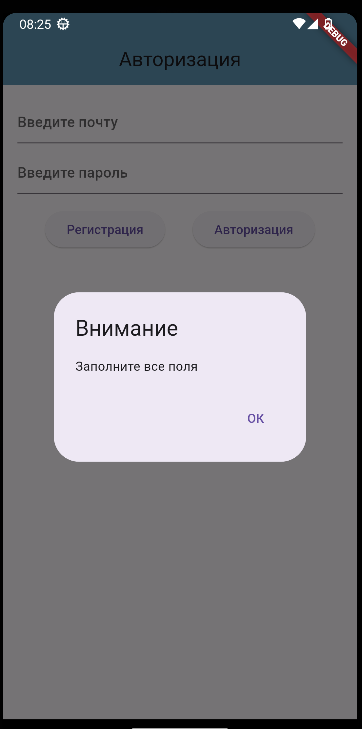 08:25
DEBUG
Авторизация
Введите почту
Введите пароль
Регистрация Авторизация
Внимание
Заполните все поля
ОК